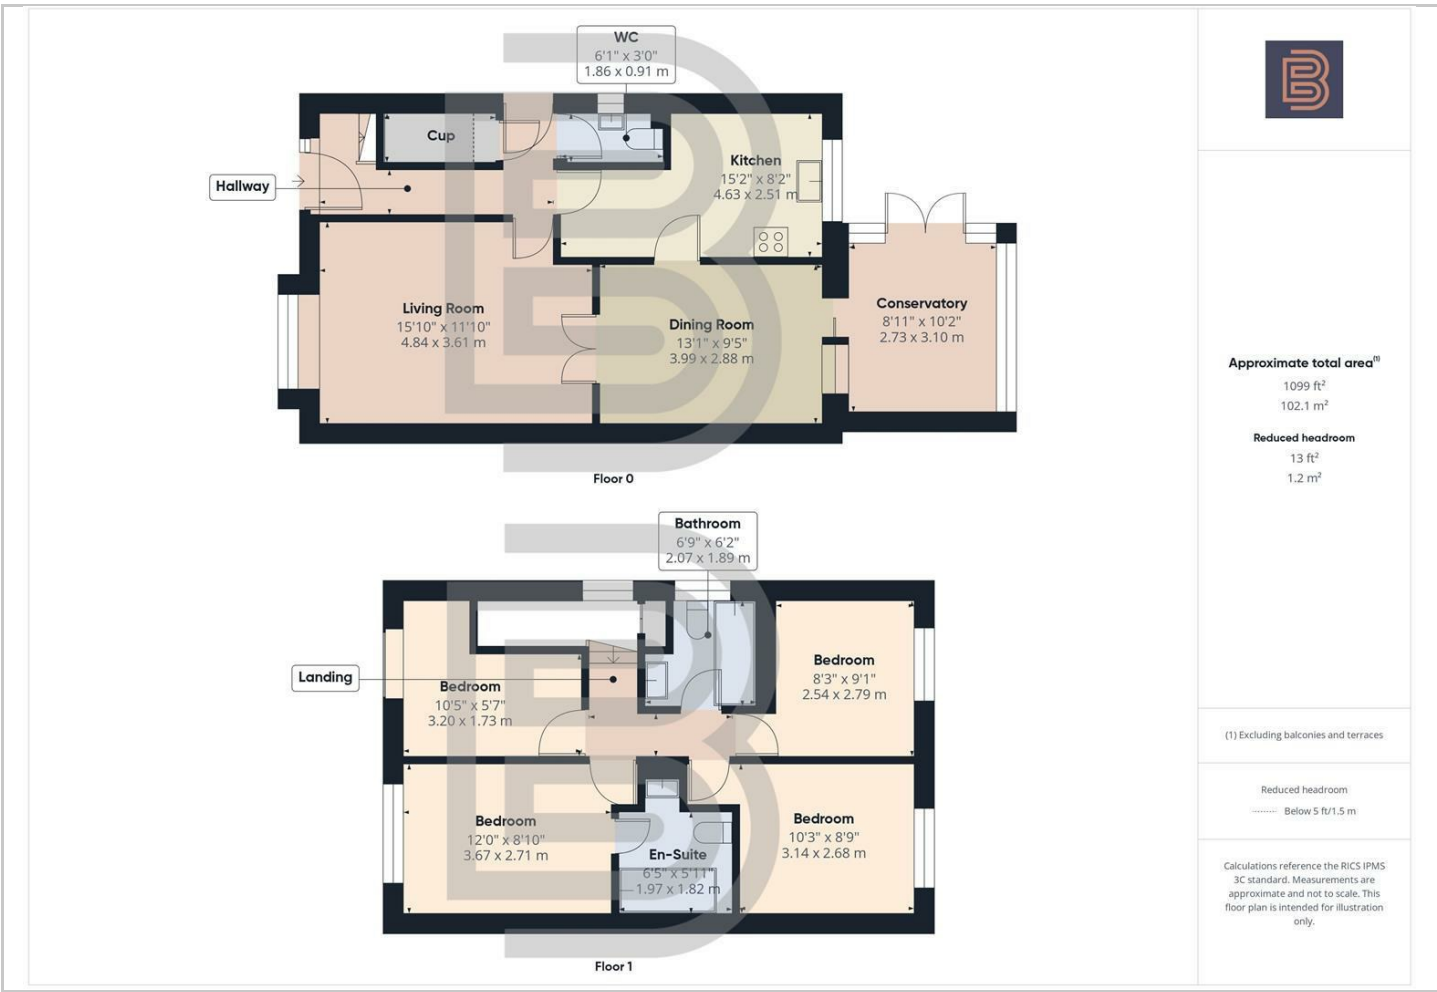 WC
6'1" x 3'0"
1.86 x 0.91 m
Cup
Hallway
Kitchen
15'2" x 8'2"
4.63 x 2.51 m
Living Room
15'10" x 11'10"
4.84 x 3.61 m
Dining Room
13'1" x 9'5"
3.99 x 2.88 m
Conservatory
8'11" x 10'2"
2.73 x 3.10 m
Floor 0
Bathroom
6'9" x 6'2"
2.07 x 1.89 m
Landing
Bedroom
10'5" x 5'7"
3.20 x 1.73 m
Bedroom
8'3" x 9'1"
2.54 x 2.79 m
Bedroom
12'0" x 8'10"
3.67 x 2.71 m
En-Suite
6'5" x 5'11"
1.97 x 1.82 m
Bedroom
10'3" x 8'9"
3.14 x 2.68 m
Floor 1
B
Approximate total area⁽¹⁾
1099 ft²
102.1 m²
Reduced headroom
13 ft²
1.2 m²
(1) Excluding balconies and terraces
Reduced headroom
Below 5 ft/1.5 m
Calculations reference the RICS IPMS
3C standard. Measurements are
approximate and not to scale. This
floor plan is intended for illustration
only.